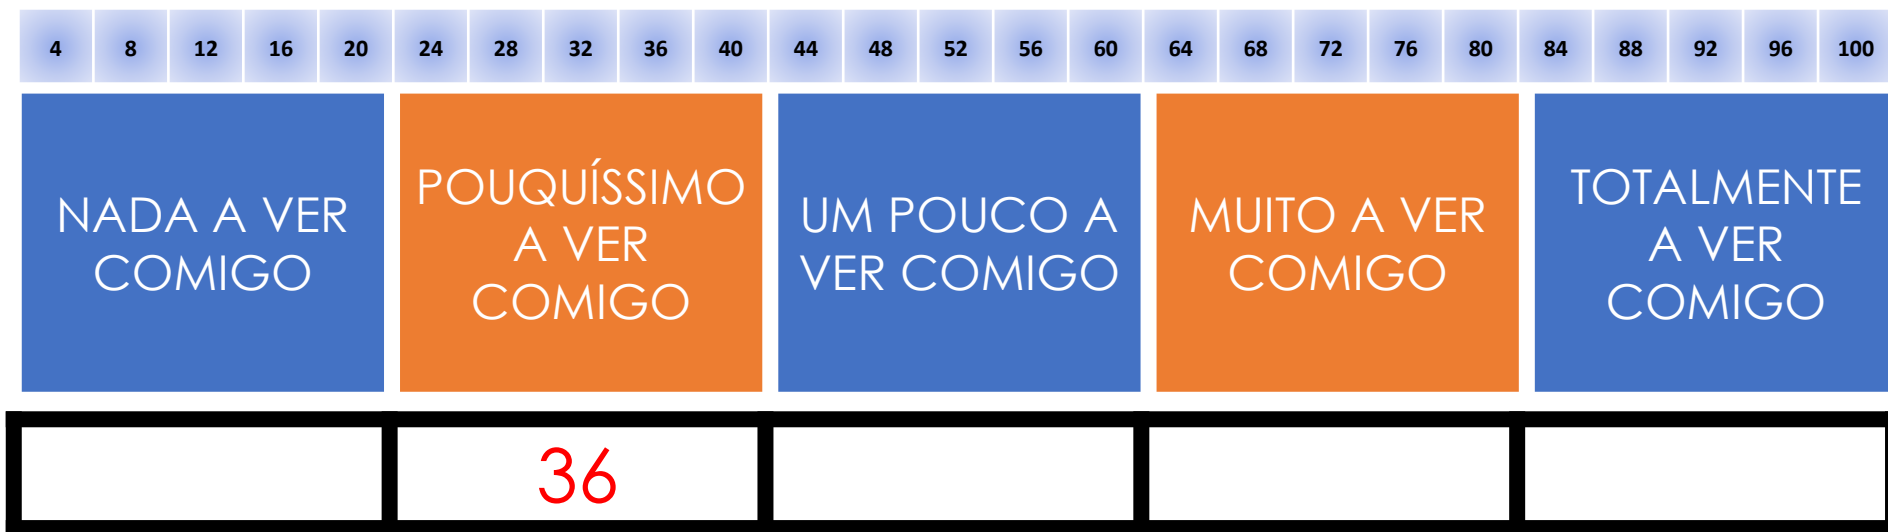 4 8 12 16 20 24 28 32 36 40 44 48 52 56 60 64 68 72 76 80 84 88 92 96 100
NADA A VER
COMIGO
POUQUÍSSIMO
A VER
COMIGO
UM POUCO A
VER COMIGO
MUITO A VER
COMIGO
TOTALMENTE
A VER
COMIGO
36